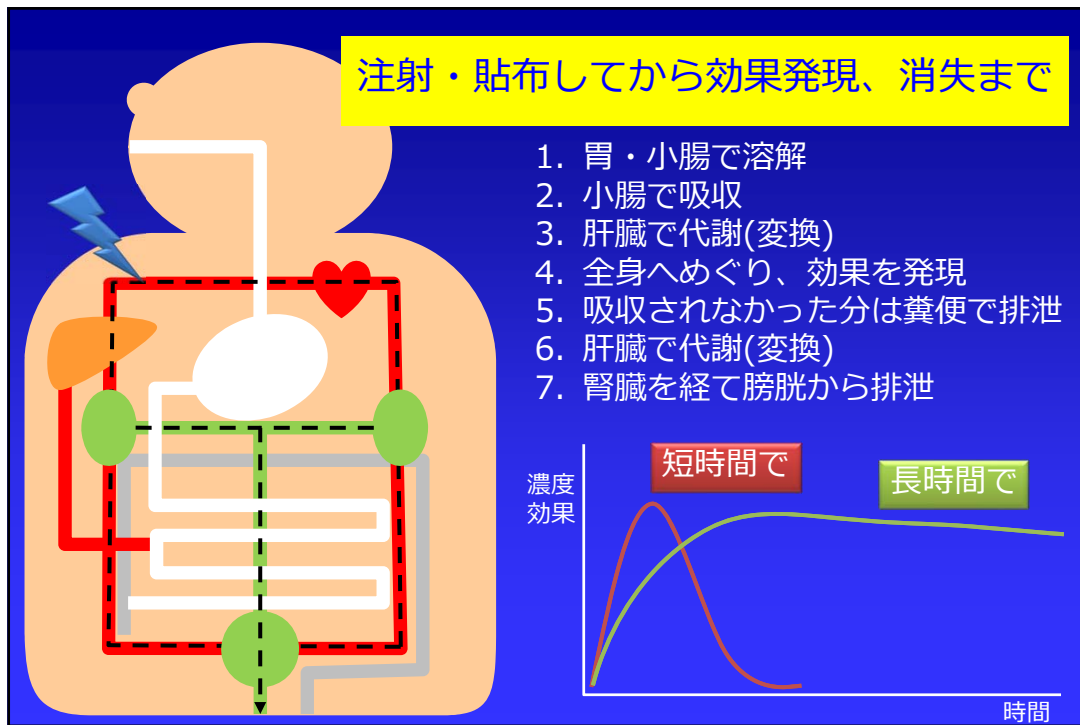 注射・貼布してから効果発現、消失まで
1. 胃・小腸で溶解
2. 小腸で吸収
3. 肝臓で代謝(変換)
4. 全身へめぐり、効果を発現
5. 吸収されなかった分は糞便で排泄
6. 肝臓で代謝(変換)
7. 腎臓を経て膀胱から排泄
短時間で
長時間で
濃度
効果
時間